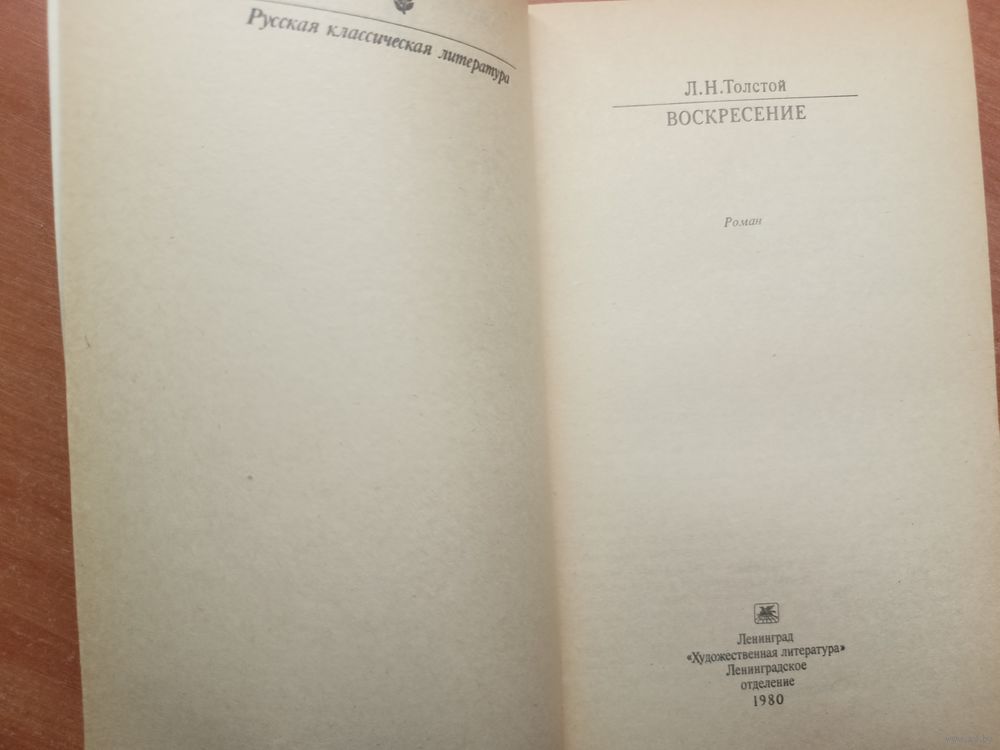 Русская классическая литература
Л.Н.Толстой
ВОСКРЕСЕНИЕ
Роман
Ленинград
«Художественная литература»
Ленинградское
отделение
1980